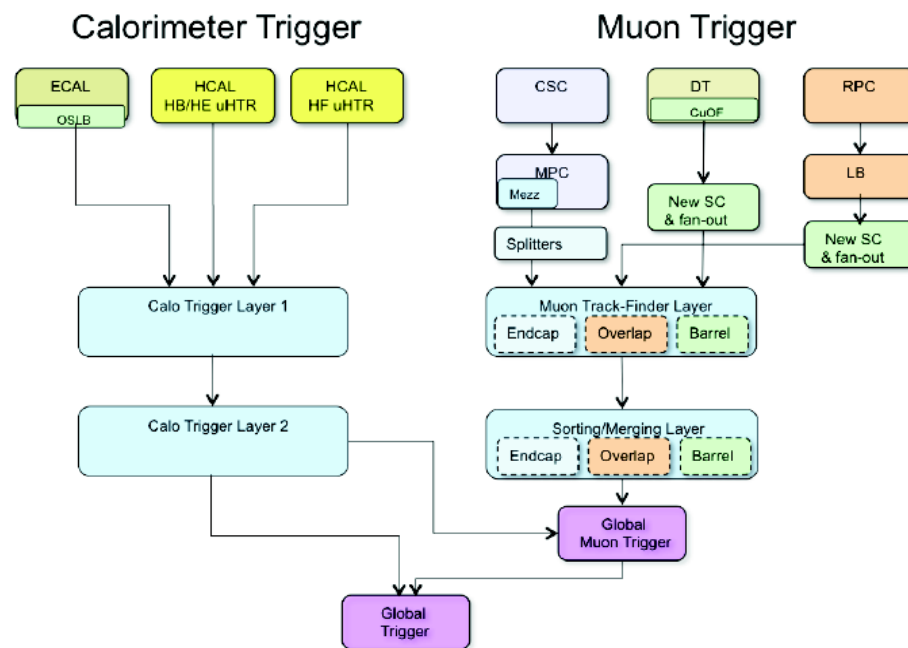 Calorimeter Trigger
Muon Trigger
ECAL
OSLB
HCAL
HB/HE uHTR
HCAL
HF uHTR
CSC
DT
CuOF
RPC
MPC
Mezz
LB
New SC
& fan-out
Splitters
New SC
& fan-out
Calo Trigger Layer 1
Muon Track-Finder Layer
Endcap
Overlap
Barrel
Calo Trigger Layer 2
Sorting/Merging Layer
Endcap
Overlap
Barrel
Global
Muon Trigger
Global
Trigger